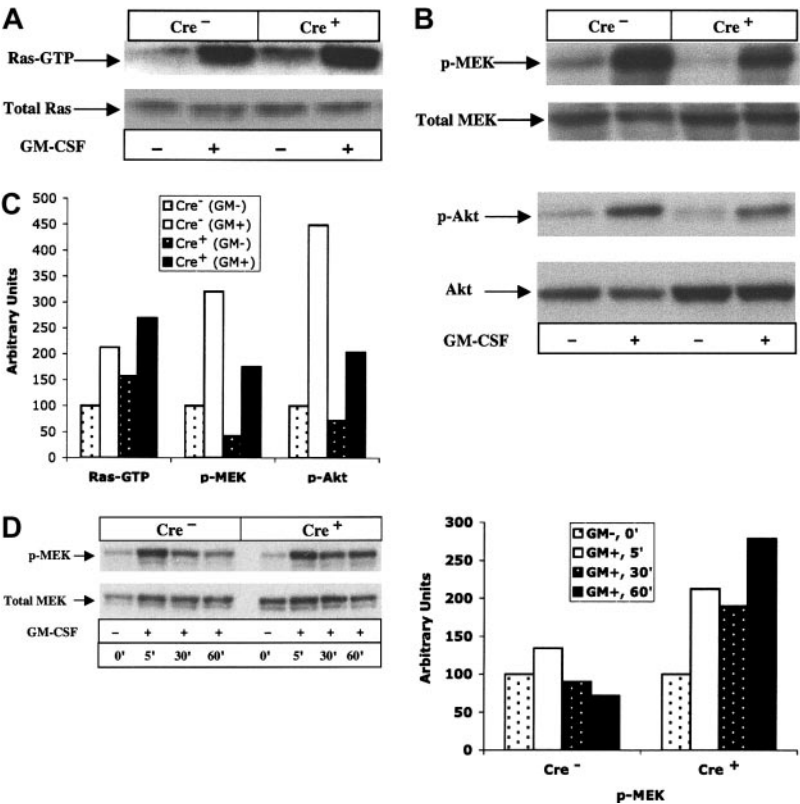 A
Cre − Cre +
Ras-GTP
Total Ras
GM-CSF − + − +
B
Cre − Cre +
p-MEK
Total MEK
p-Akt
Akt
GM-CSF − + − +
C
500
450
400
350
300
250
200
150
100
50
0
Arbitrary Units
Cre- (GM-)
Cre- (GM+)
Cre+ (GM-)
Cre+ (GM+)
Ras-GTP p-MEK p-Akt
D
Cre − Cre +
p-MEK
Total MEK
GM-CSF − + + + − + + +
0' 5' 30' 60' 0' 5' 30' 60'
300
250
200
150
100
50
0
Arbitrary Units
GM-, 0'
GM+, 5'
GM+, 30'
GM+, 60'
Cre − Cre +
p-MEK